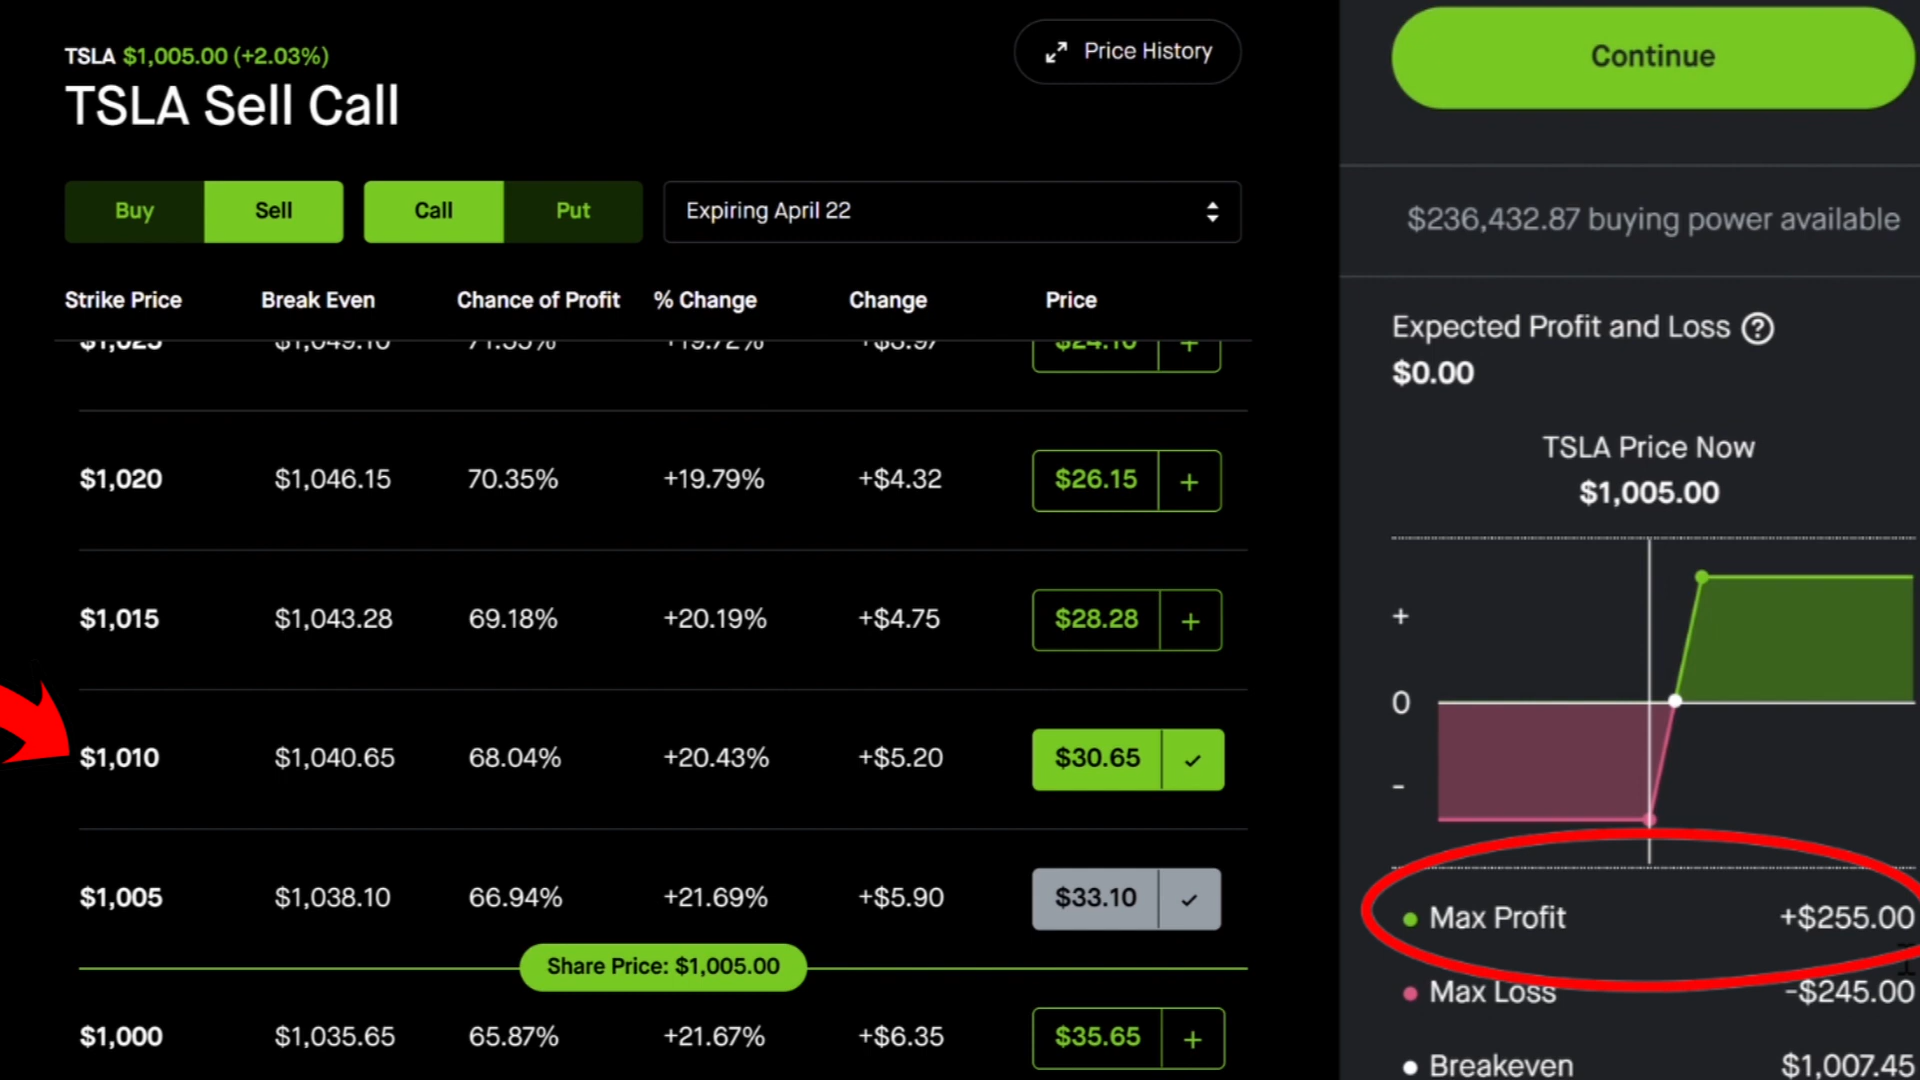 TSLA $1,005.00 (+2.03%)
TSLA Sell Call
Price History
Buy Sell Call Put Expiring April 22
Strike Price Break Even Chance of Profit % Change Change Price
$1,020 $1,046.15 70.35% +19.79% +$4.32 $26.15 +
$1,015 $1,043.28 69.18% +20.19% +$4.75 $28.28 +
$1,010 $1,040.65 68.04% +20.43% +$5.20 $30.65
$1,005 $1,038.10 66.94% +21.69% +$5.90 $33.10
Share Price: $1,005.00
$1,000 $1,035.65 65.87% +21.67% +$6.35 $35.65 +
Continue
$236,432.87 buying power available
Expected Profit and Loss ?
$0.00
TSLA Price Now
$1,005.00
+
0
-
Max Profit +$255.00
Max Loss -$245.00
Breakeven $1,007.45